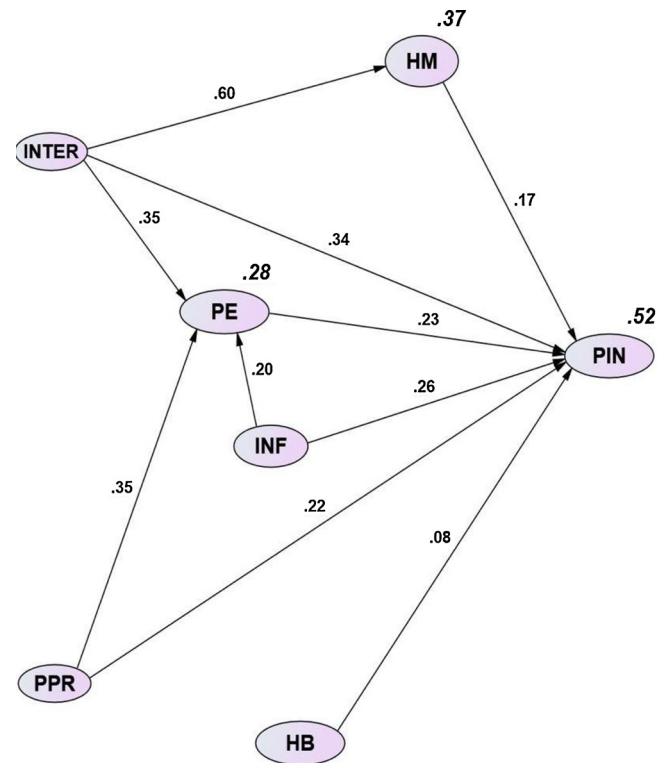 .37
HM
.60
INTER
.17
.35
.34
.28
PE
.52
.23
PIN
.20
.26
INF
.35
.22
.08
PPR
HB